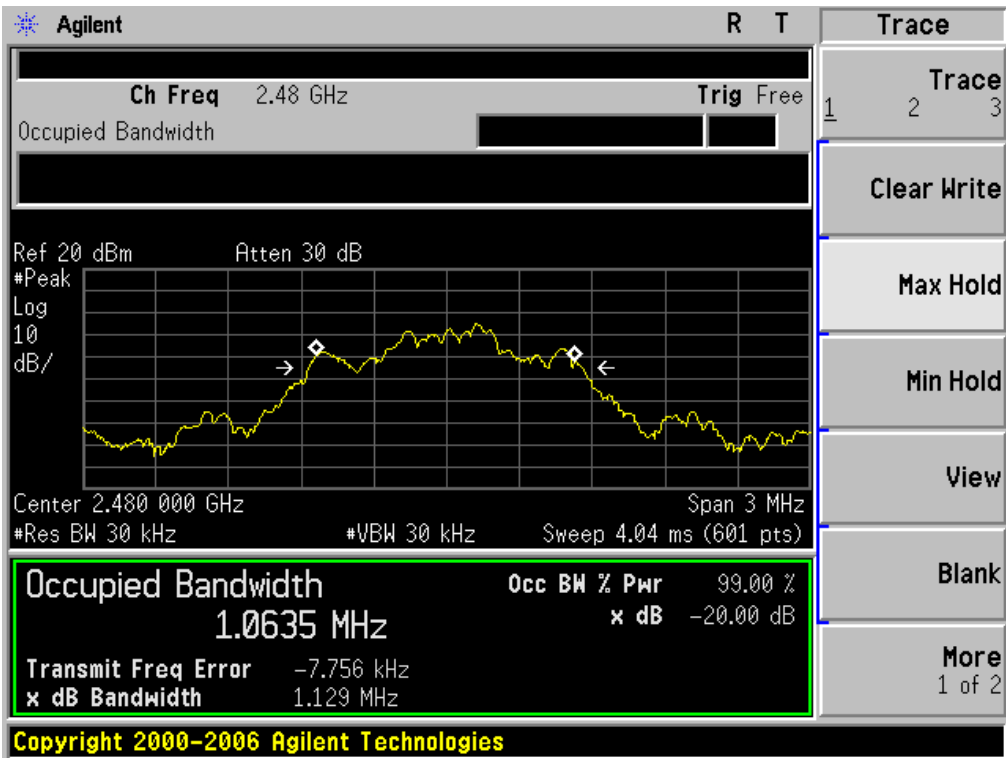 Agilent R T Trace
Trace
1 2 3
Ch Freq 2.48 GHz Trig Free
Occupied Bandwidth
Clear Write
Ref 20 dBm Atten 30 dB
#Peak
Log
10
dB/
Max Hold
Min Hold
View
Center 2.480 000 GHz Span 3 MHz
#Res BW 30 kHz #VBW 30 kHz Sweep 4.04 ms (601 pts)
Blank
Occupied Bandwidth
1.0635 MHz
Occ BW % Pwr 99.00 %
x dB -20.00 dB
Transmit Freq Error -7.756 kHz
x dB Bandwidth 1.129 MHz
More
1 of 2
Copyright 2000-2006 Agilent Technologies